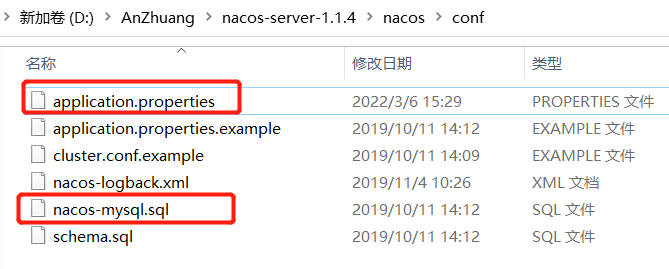 新加卷 (D:) > AnZhuang > nacos-server-1.1.4 > nacos > conf
名称 修改日期 类型
application.properties 2022/3/6 15:29 PROPERTIES 文件
application.properties.example 2019/10/11 14:12 EXAMPLE 文件
cluster.conf.example 2019/10/11 14:09 EXAMPLE 文件
nacos-logback.xml 2019/11/4 10:26 XML 文档
nacos-mysql.sql 2019/10/11 14:12 SQL 文件
schema.sql 2019/10/11 14:12 SQL 文件